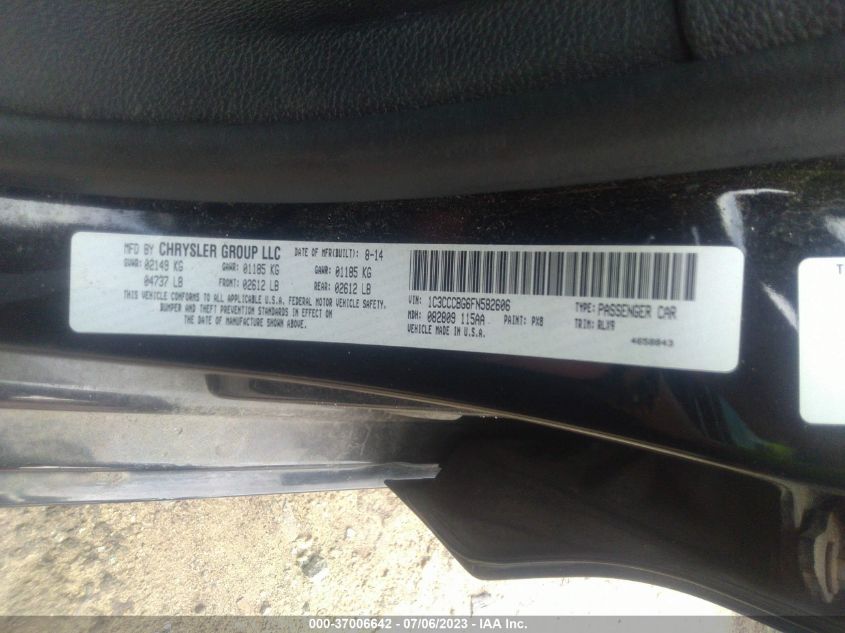 MFD BY CHRYSLER GROUP LLC DATE OF MFR(BUILT): 8-14
GVWR: 02149 KG GAWR: 01185 KG GAWR: 01185 KG
04737 LB FRONT: 02612 LB REAR: 02612 LB
THIS VEHICLE CONFORMS TO ALL APPLICABLE U.S.A. FEDERAL MOTOR VEHICLE SAFETY,
BUMPER AND THEFT PREVENTION STANDARDS IN EFFECT ON
THE DATE OF MANUFACTURE SHOWN ABOVE.
VIN: 1C3CCCBG6FN582606 TYPE: PASSENGER CAR
MDH: 082809 115AA PAINT: PX8 TRIM: RLX9
VEHICLE MADE IN U.S.A.
4658043
T
000-37006642 - 07/06/2023 - IAA Inc.